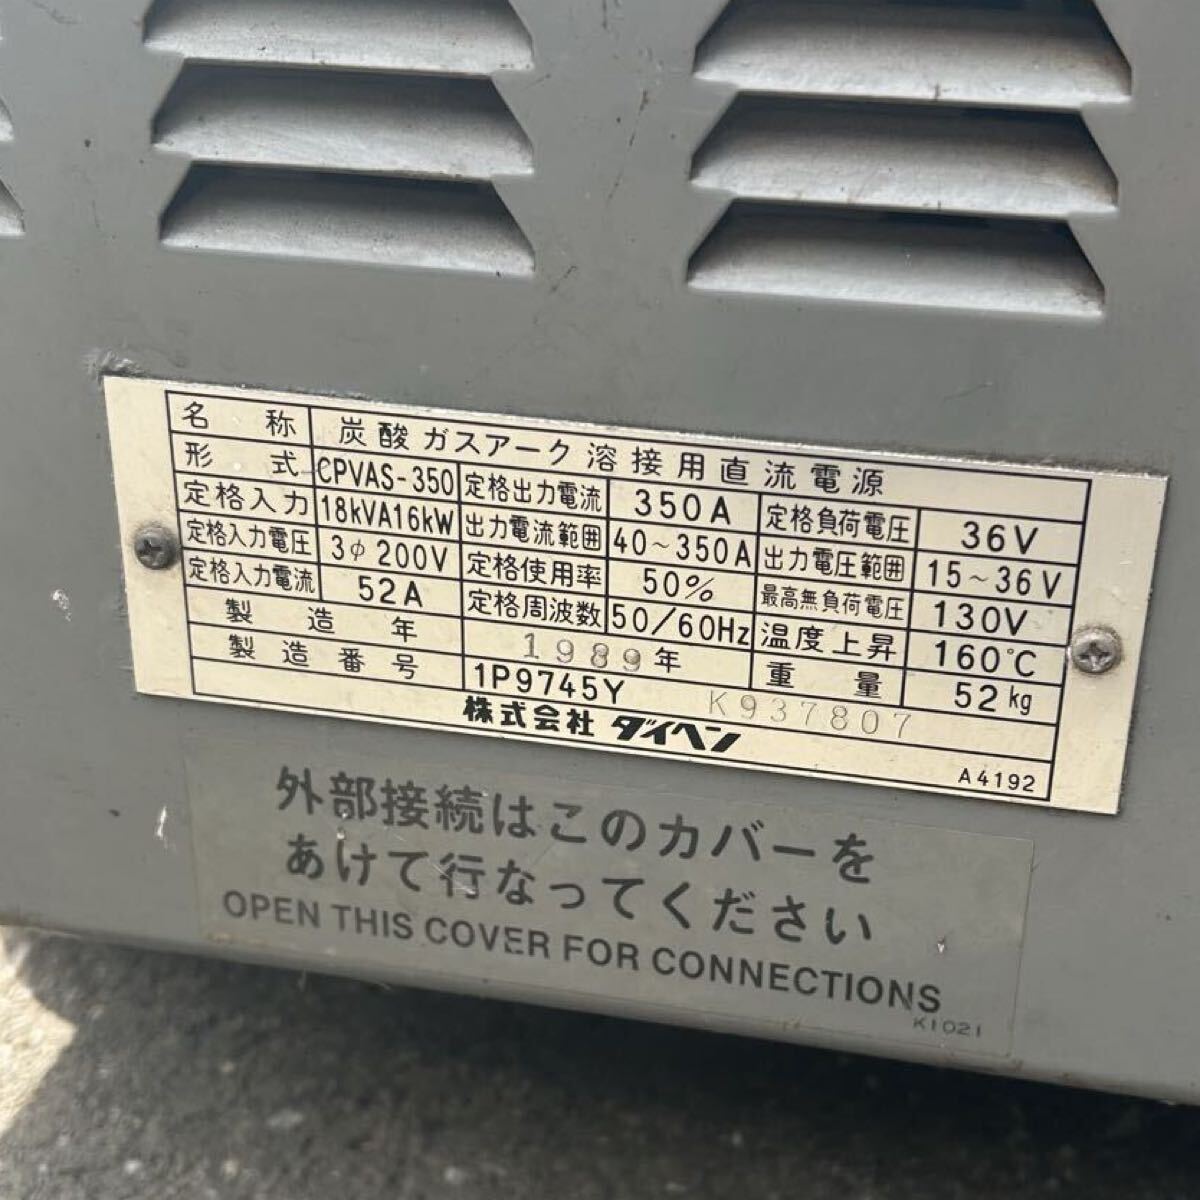 名称 炭酸ガスアーク溶接用直流電源
形式 CPVAS-350 定格出力電流 350A 定格負荷電圧 36V
定格入力 18kVA16kW 出力電流範囲 40～350A 出力電圧範囲 15～36V
定格入力電圧 3φ 200V 定格使用率 50% 最高無負荷電圧 130V
定格入力電流 52A 定格周波数 50/60Hz 温度上昇 160℃
製造年 1989年 重量 52kg
製造番号 1P9745Y K937807
株式会社 ダイヘン
A4192
外部接続はこのカバーを
あけて行なってください
OPEN THIS COVER FOR CONNECTIONS
K1021